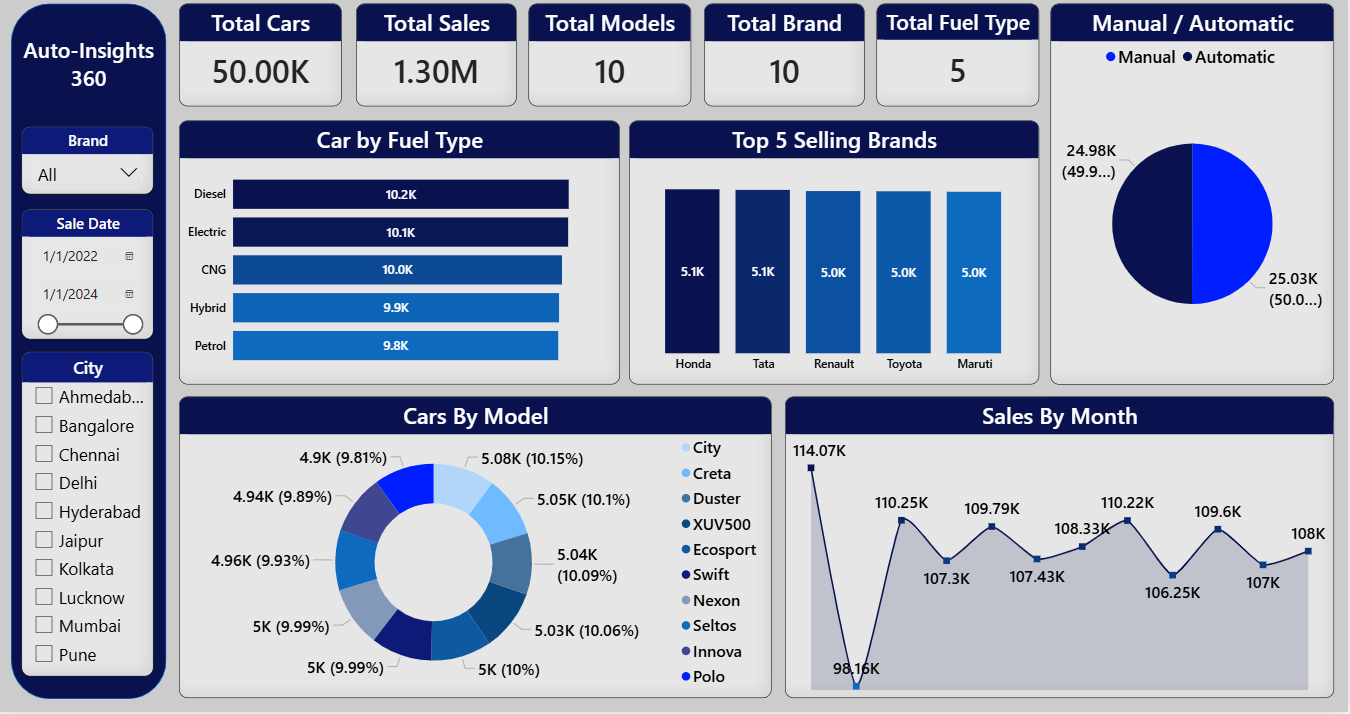 Auto-Insights
360
Brand
All
Sale Date
1/1/2022
1/1/2024
City
Ahmedab...
Bangalore
Chennai
Delhi
Hyderabad
Jaipur
Kolkata
Lucknow
Mumbai
Pune
Total Cars
50.00K
Total Sales
1.30M
Total Models
10
Total Brand
10
Total Fuel Type
5
Manual / Automatic
Manual Automatic
24.98K
(49.9...)
25.03K
(50.0...)
Car by Fuel Type
Diesel 10.2K
Electric 10.1K
CNG 10.0K
Hybrid 9.9K
Petrol 9.8K
Top 5 Selling Brands
5.1K 5.1K 5.0K 5.0K 5.0K
Honda Tata Renault Toyota Maruti
Cars By Model
5.08K (10.15%)
5.05K (10.1%)
5.04K
(10.09%)
5.03K (10.06%)
5K (10%)
5K (9.99%)
5K (9.99%)
4.96K (9.93%)
4.94K (9.89%)
4.9K (9.81%)
City
Creta
Duster
XUV500
Ecosport
Swift
Nexon
Seltos
Innova
Polo
Sales By Month
114.07K
98.16K
110.25K
107.3K
109.79K
107.43K
108.33K
110.22K
106.25K
109.6K
107K
108K